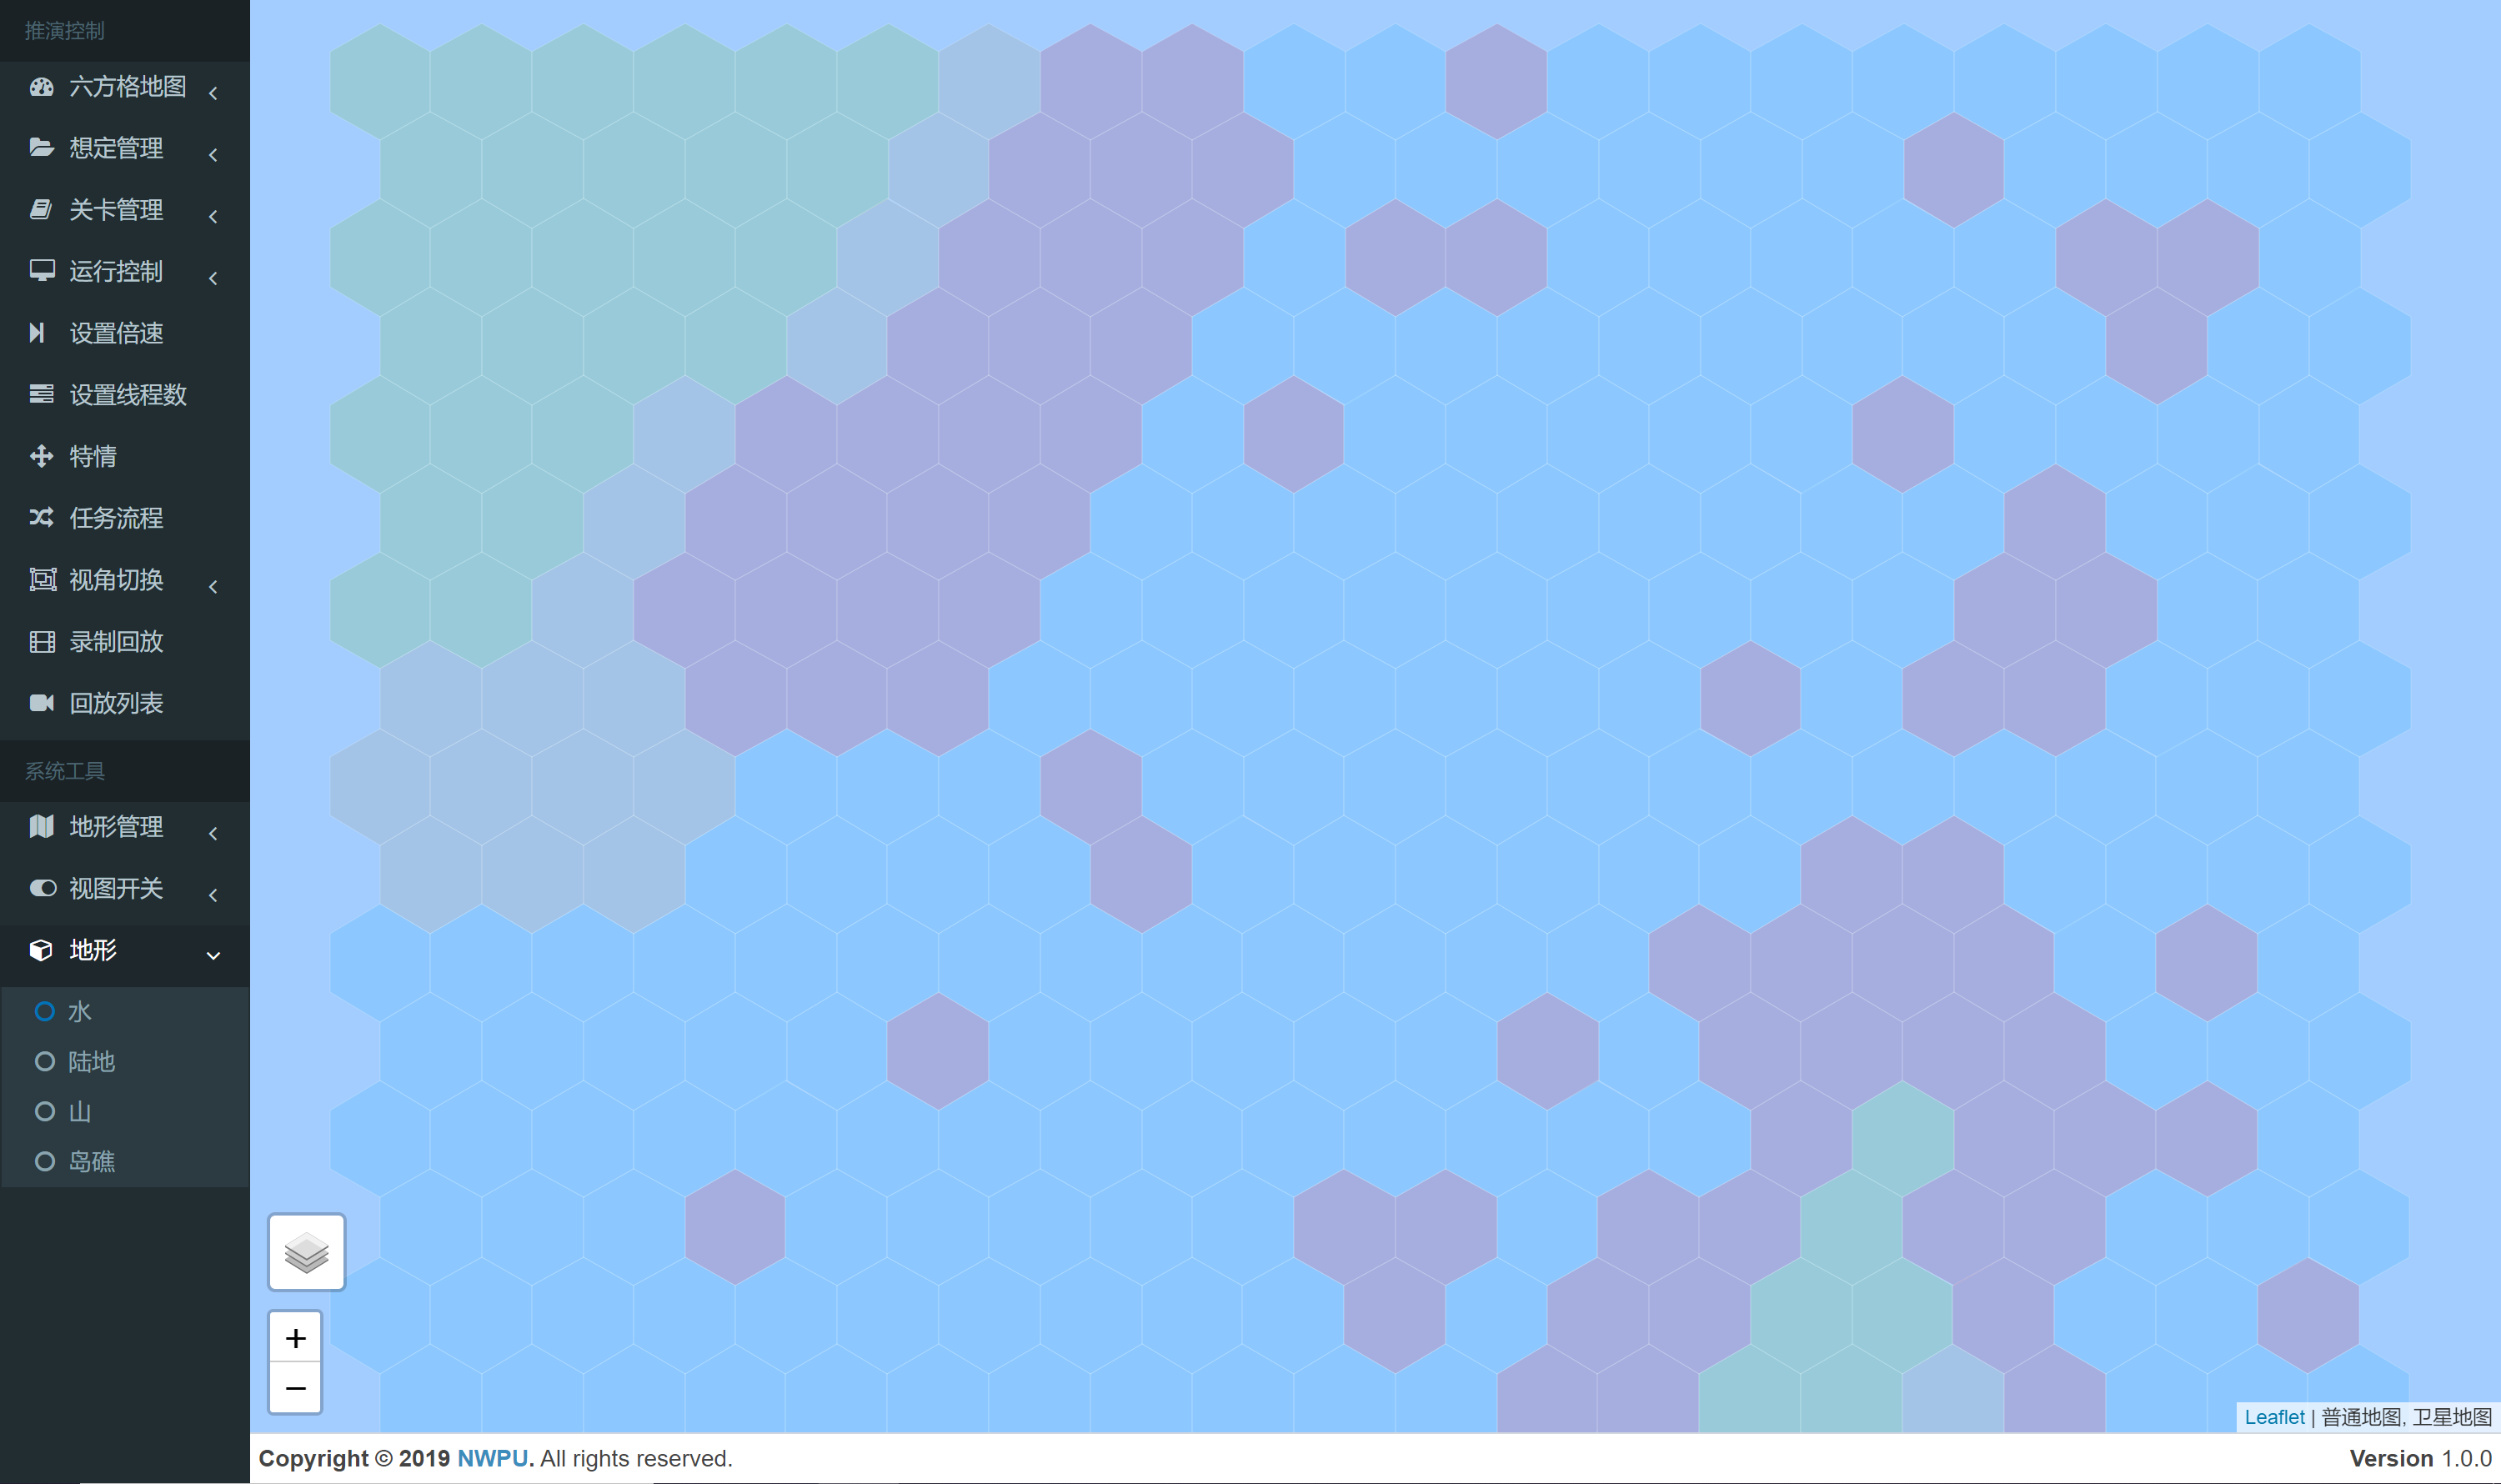 推演控制
六方格地图
想定管理
关卡管理
运行控制
设置倍速
设置线程数
特情
任务流程
视角切换
录制回放
回放列表
系统工具
地形管理
视图开关
地形
水
陆地
山
岛礁
+
−
Leaflet | 普通地图, 卫星地图
Copyright © 2019 NWPU. All rights reserved.
Version 1.0.0